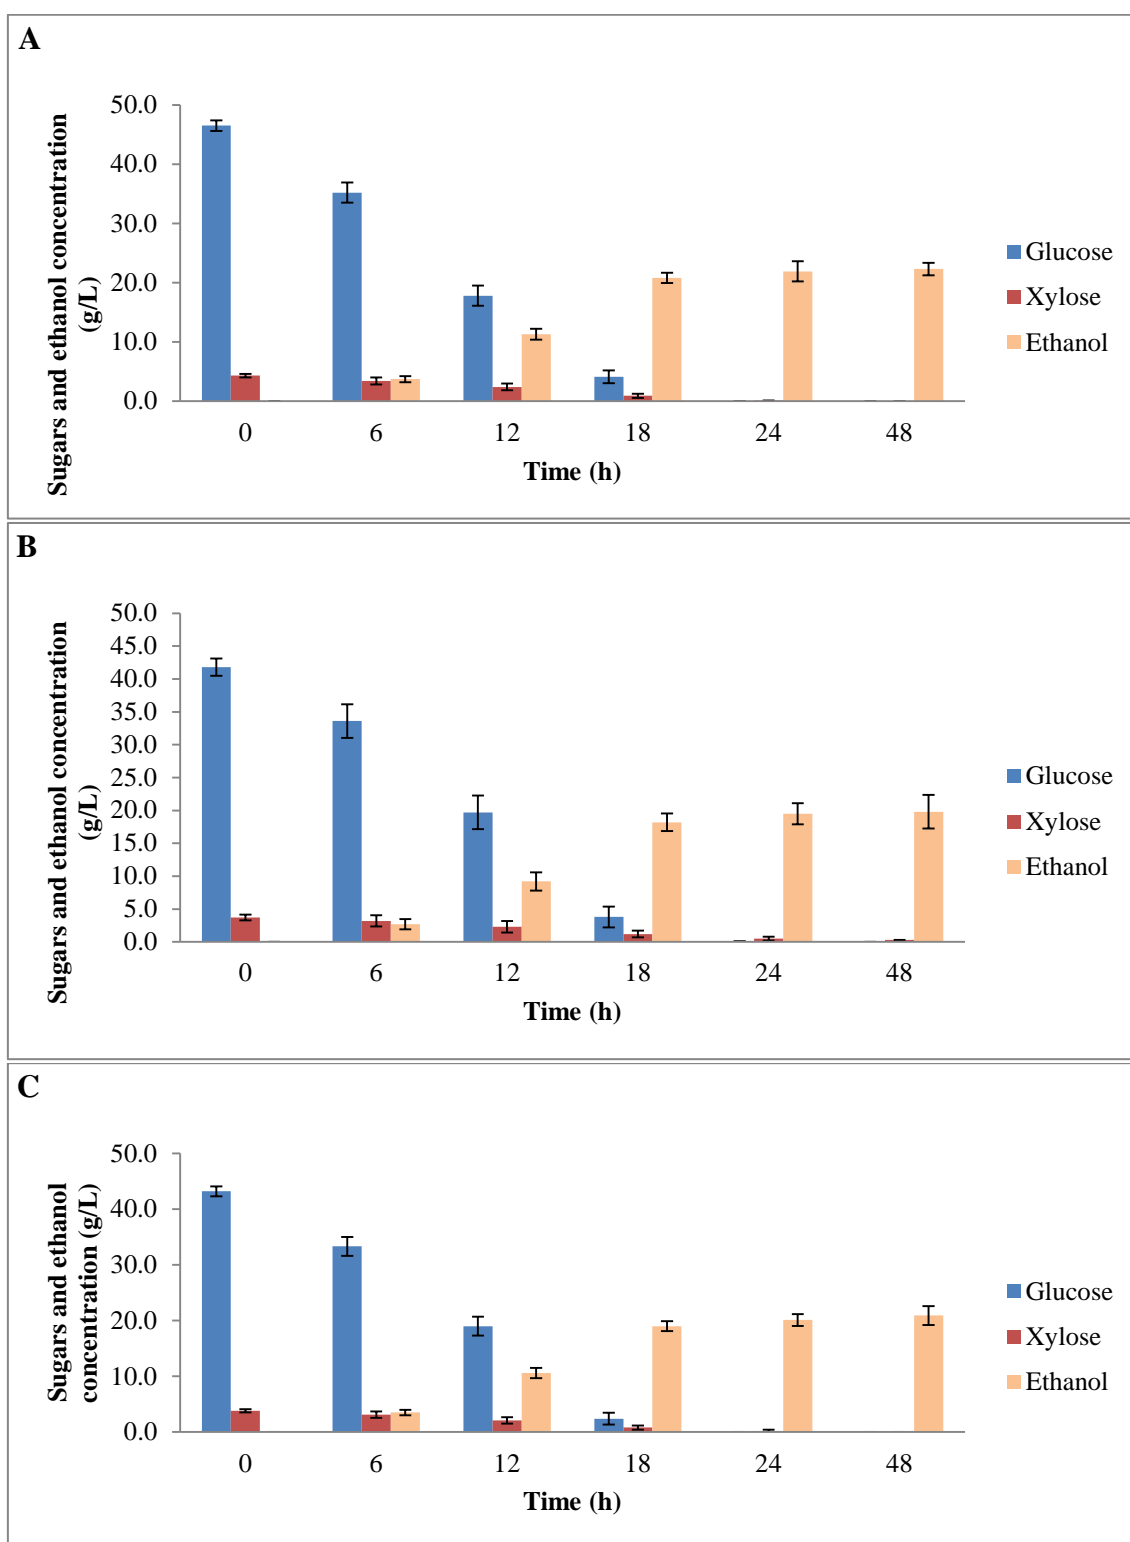 A
Sugars and ethanol concentration
(g/L)
50.0
40.0
30.0
20.0
10.0
0.0
0 6 12 18 24 48
Time (h)
Glucose
Xylose
Ethanol
B
Sugars and ethanol concentration
(g/L)
50.0
45.0
40.0
35.0
30.0
25.0
20.0
15.0
10.0
5.0
0.0
0 6 12 18 24 48
Time (h)
Glucose
Xylose
Ethanol
C
Sugars and ethanol
concentration (g/L)
50.0
40.0
30.0
20.0
10.0
0.0
0 6 12 18 24 48
Time (h)
Glucose
Xylose
Ethanol